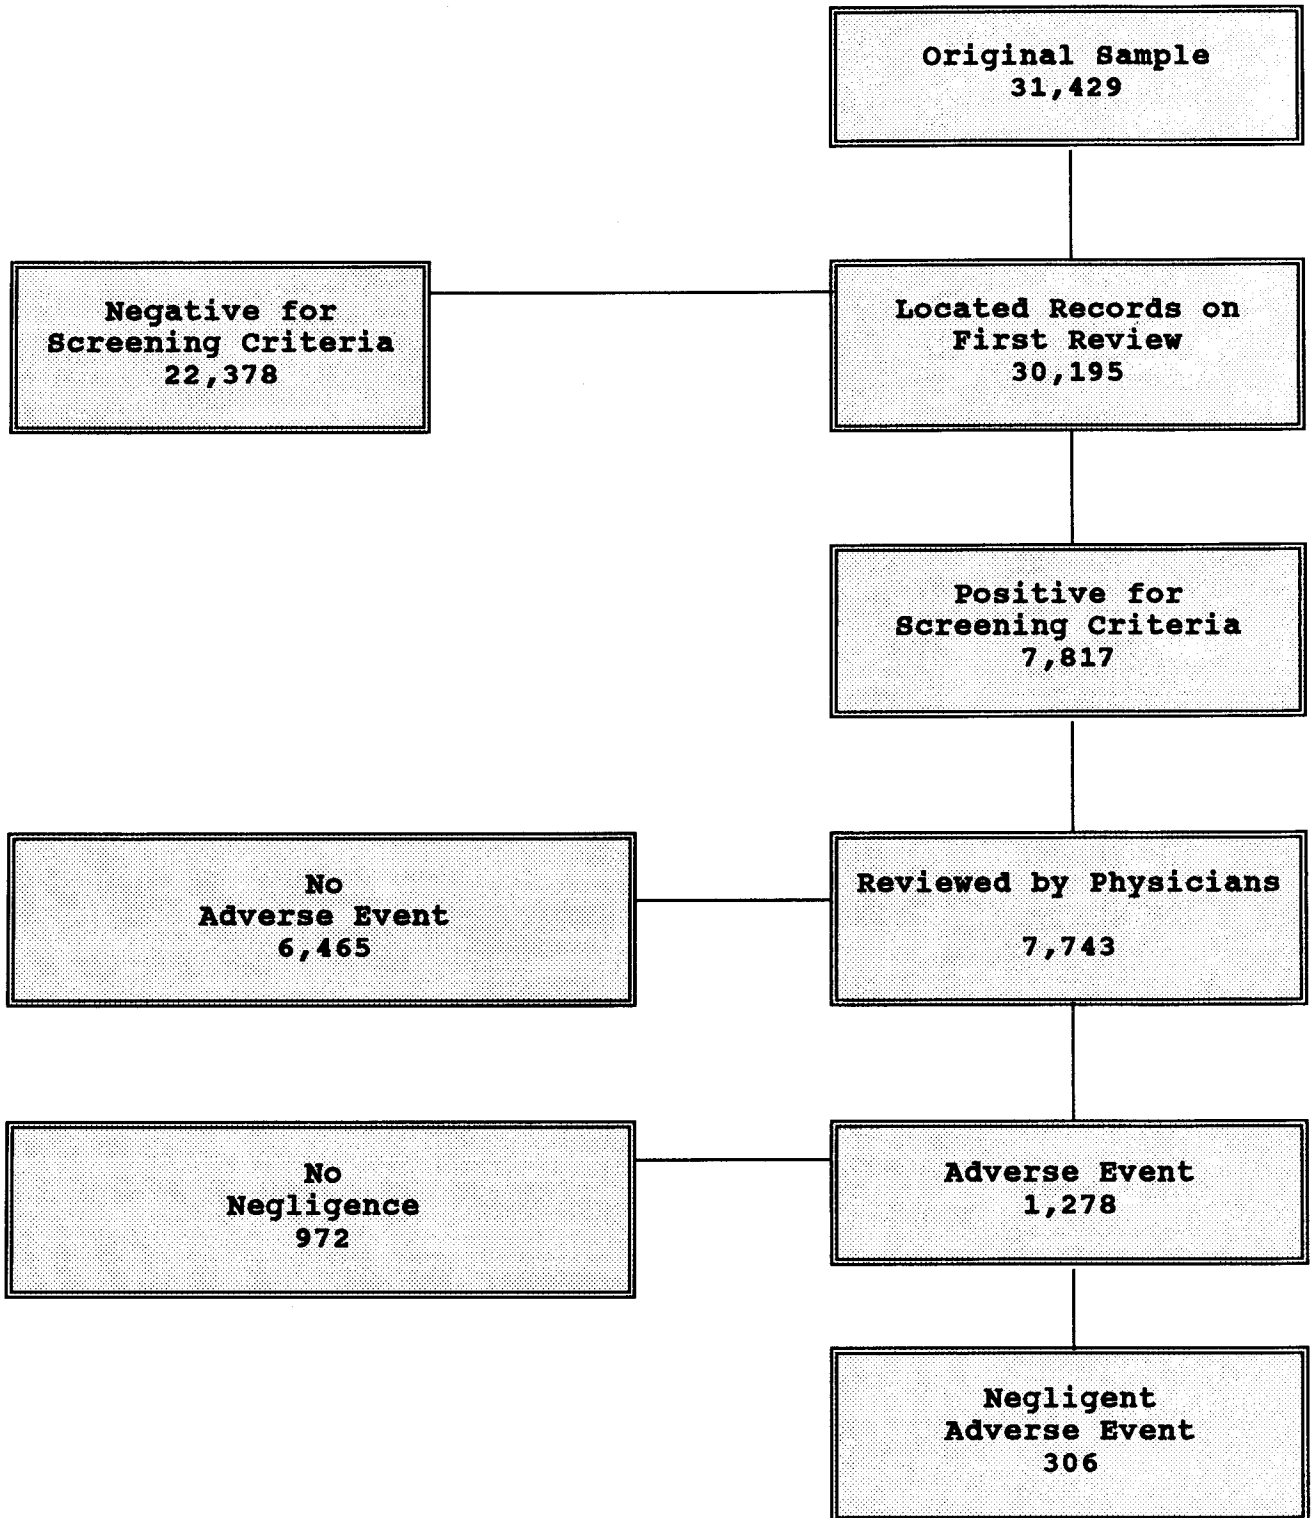 Original Sample
31,429
Negative for
Screening Criteria
22,378
Located Records on
First Review
30,195
Positive for
Screening Criteria
7,817
No
Adverse Event
6,465
Reviewed by Physicians
7,743
No
Negligence
972
Adverse Event
1,278
Negligent
Adverse Event
306